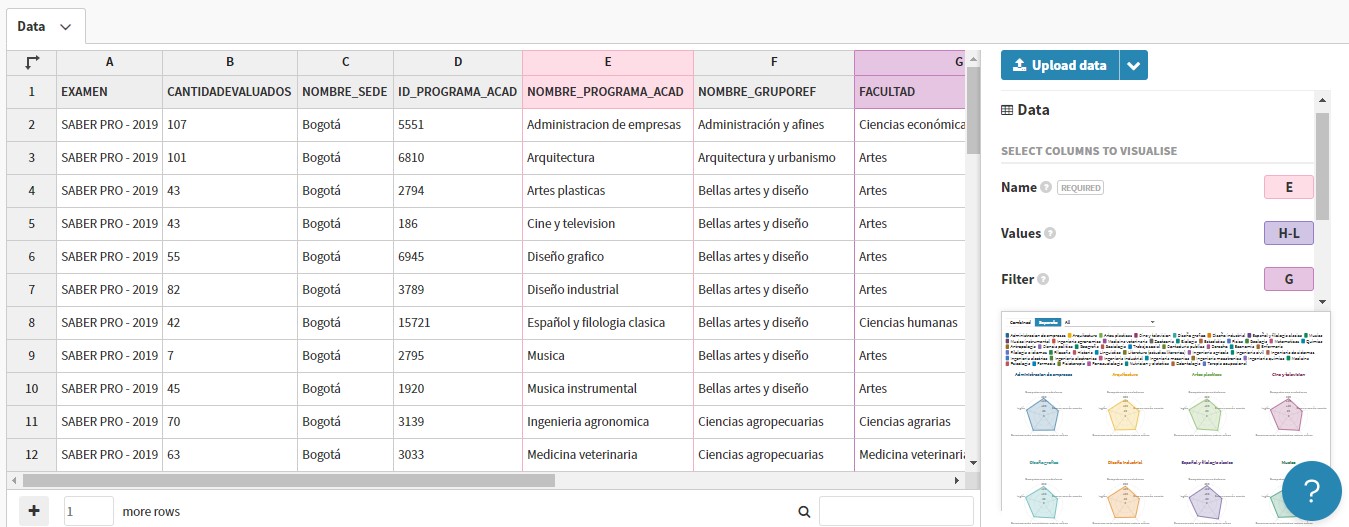 Data
A B C D E F G
1 EXAMEN CANTIDADEVALUADOS NOMBRE_SEDE ID_PROGRAMA_ACAD NOMBRE_PROGRAMA_ACAD NOMBRE_GRUPOREF FACULTAD
2 SABER PRO - 2019 107 Bogotá 5551 Administracion de empresas Administración y afines Ciencias económica
3 SABER PRO - 2019 101 Bogotá 6810 Arquitectura Arquitectura y urbanismo Artes
4 SABER PRO - 2019 43 Bogotá 2794 Artes plasticas Bellas artes y diseño Artes
5 SABER PRO - 2019 43 Bogotá 186 Cine y television Bellas artes y diseño Artes
6 SABER PRO - 2019 55 Bogotá 6945 Diseño grafico Bellas artes y diseño Artes
7 SABER PRO - 2019 82 Bogotá 3789 Diseño industrial Bellas artes y diseño Artes
8 SABER PRO - 2019 42 Bogotá 15721 Español y filologia clasica Bellas artes y diseño Ciencias humanas
9 SABER PRO - 2019 7 Bogotá 2795 Musica Bellas artes y diseño Artes
10 SABER PRO - 2019 45 Bogotá 1920 Musica instrumental Bellas artes y diseño Artes
11 SABER PRO - 2019 70 Bogotá 3139 Ingenieria agronomica Ciencias agropecuarias Ciencias agrarias
12 SABER PRO - 2019 63 Bogotá 3033 Medicina veterinaria Ciencias agropecuarias Medicina veterinaria
+ 1 more rows
Upload data
Data
SELECT COLUMNS TO VISUALISE
Name ? REQUIRED E
Values ? H-L
Filter ? G
Combined Separate All
Administracion de empresas Arquitectura Artes plasticas Cine y television
Diseño grafico Diseño industrial Español y filologia clasica Musica
?